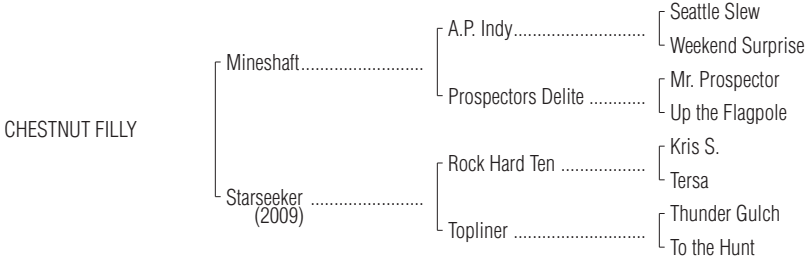 Seattle Slew
A.P. Indy............................
Weekend Surprise
Mineshaft..........................
Mr. Prospector
Prospectors Delite ............
Up the Flagpole
CHESTNUT FILLY
Kris S.
Rock Hard Ten ..................
Tersa
Starseeker ........................
(2009)
Thunder Gulch
Topliner ............................
To the Hunt